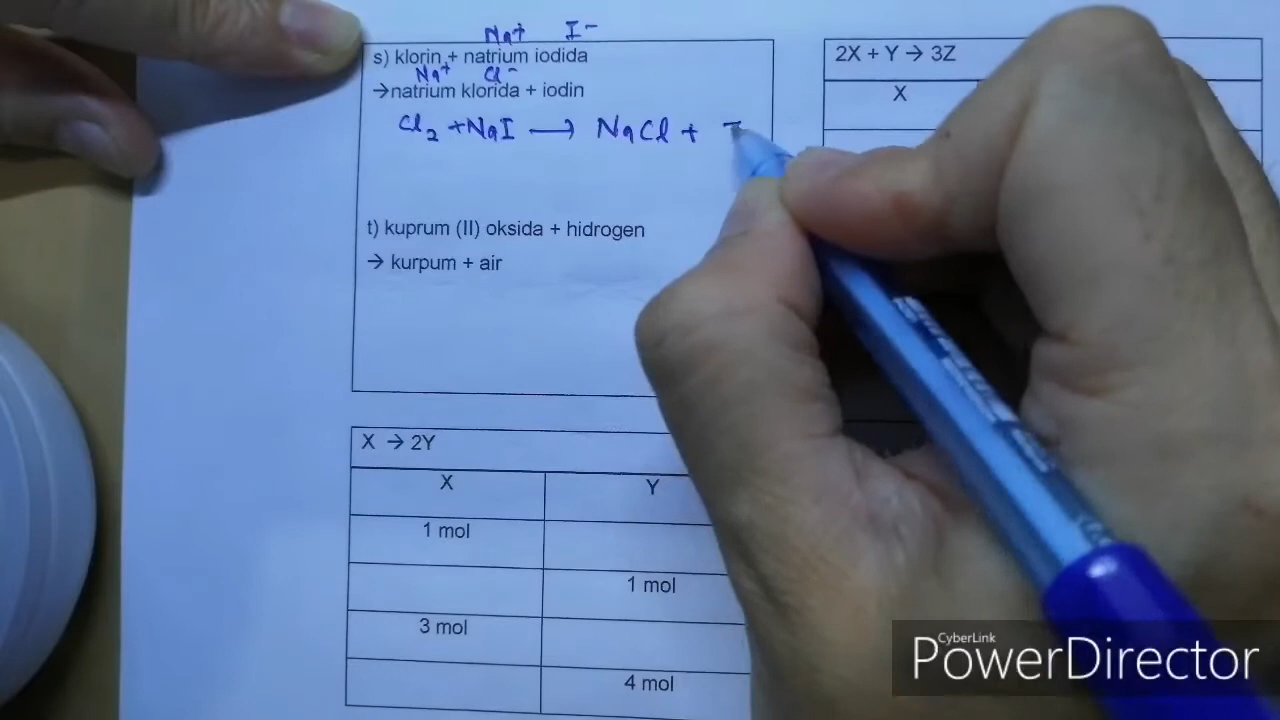 Na+ I-
s) klorin + natrium iodida
Na+ Cl-
→natrium klorida + iodin
Cl2 + NaI → NaCl +
t) kuprum (II) oksida + hidrogen
→ kurpum + air
2X + Y → 3Z
X
X → 2Y
X Y
1 mol
1 mol
3 mol
4 mol
CyberLink
PowerDirector